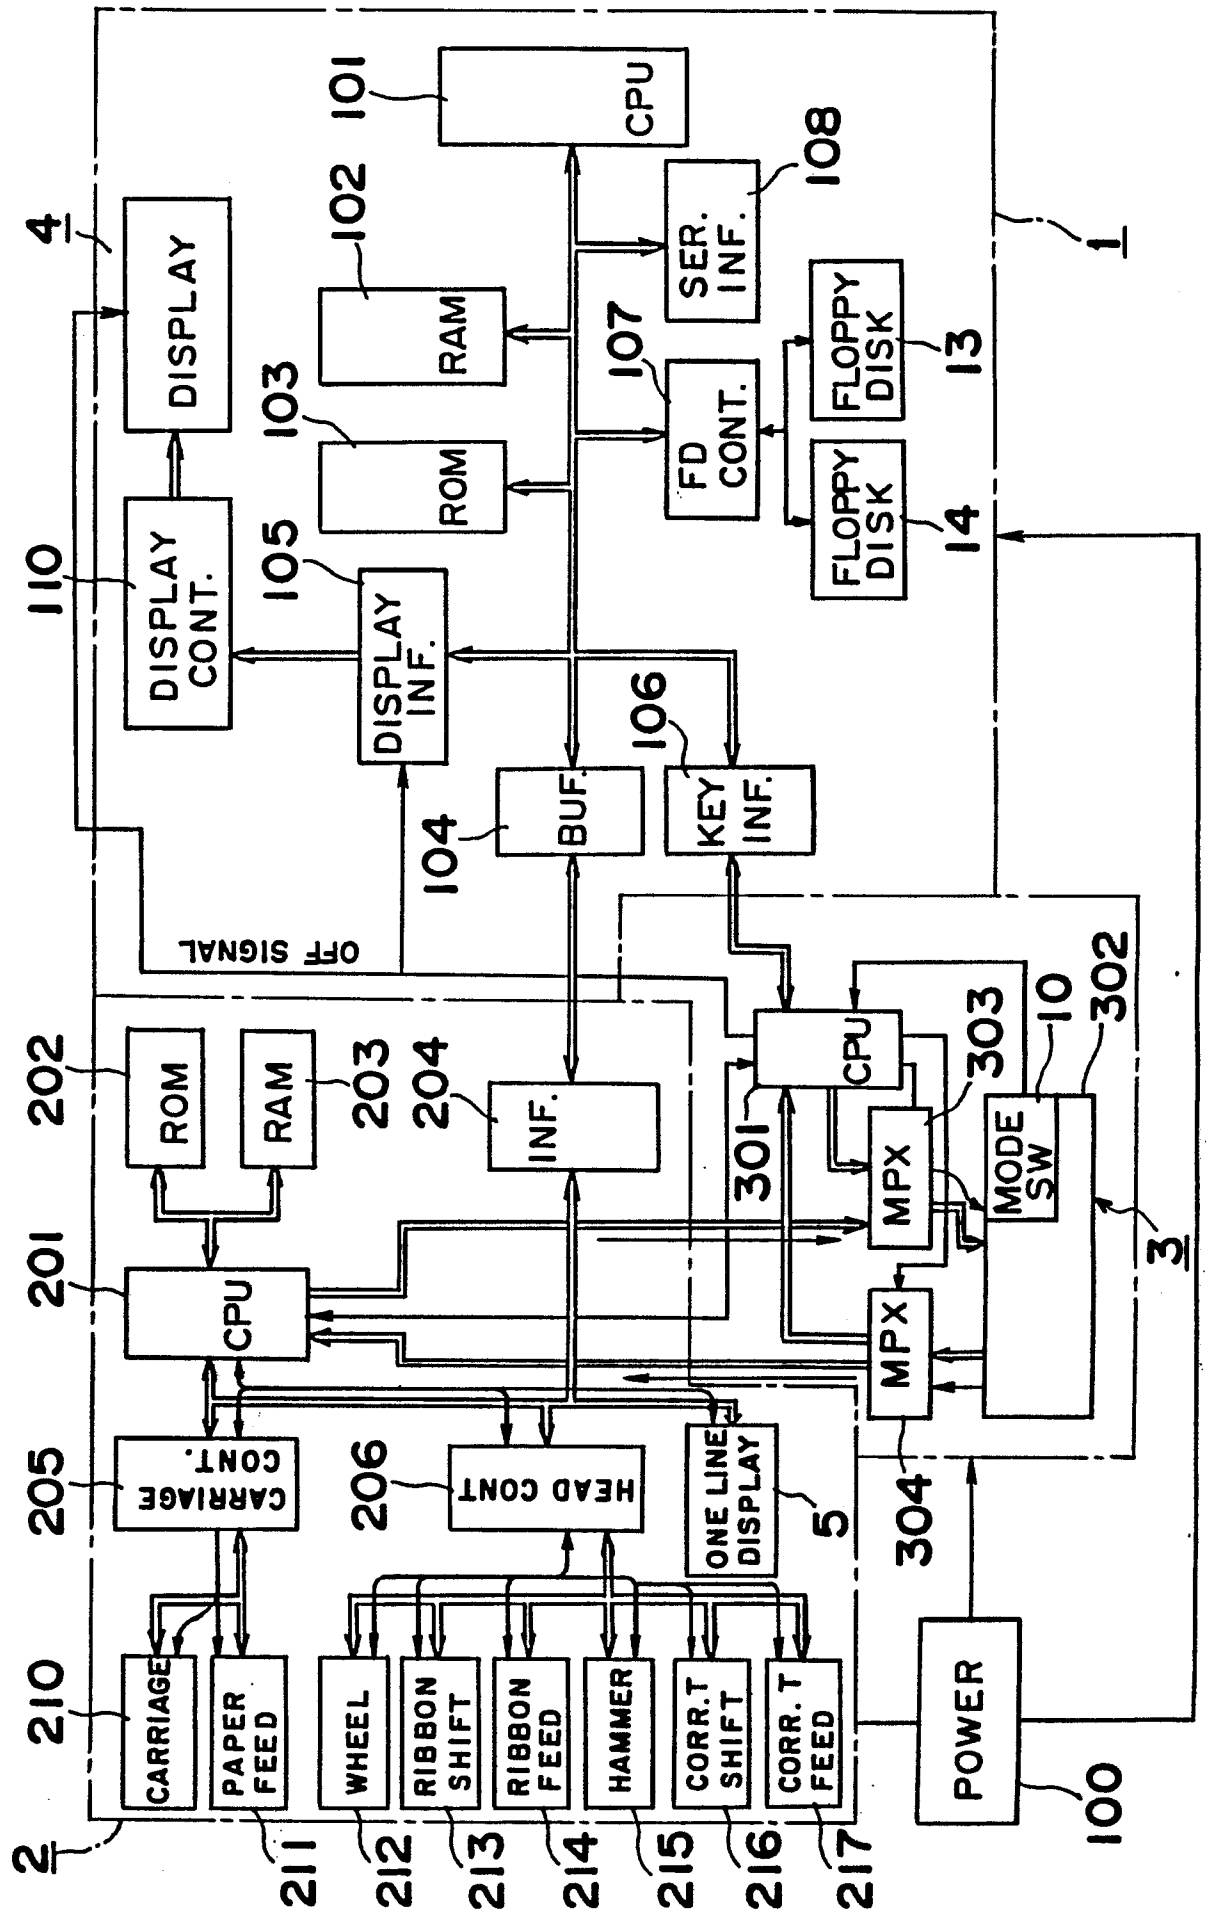 2
210
CARRIAGE
211
PAPER
FEED
212
WHEEL
213
RIBBON
SHIFT
214
RIBBON
FEED
215
HAMMER
216
CORR.T
SHIFT
217
CORR.T
FEED
205
CARRIAGE
CONT.
206
HEAD CONT
5
ONE LINE
DISPLAY
201
CPU
202
ROM
203
RAM
204
INF.
OFF SIGNAL
100
POWER
304
MPX
303
MPX
301
CPU
10
MODE
SW
302
3
104
BUF.
106
KEY
INF.
110
DISPLAY
CONT.
105
DISPLAY
INF.
4
DISPLAY
103
ROM
102
RAM
101
CPU
107
FD
CONT.
108
SER.
INF.
14
FLOPPY
DISK
13
FLOPPY
DISK
1